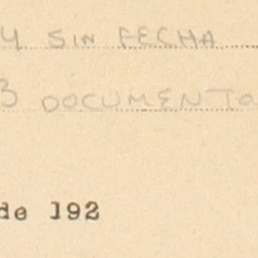 4 SIN FECHA
3 DOCUMENTO
de 192